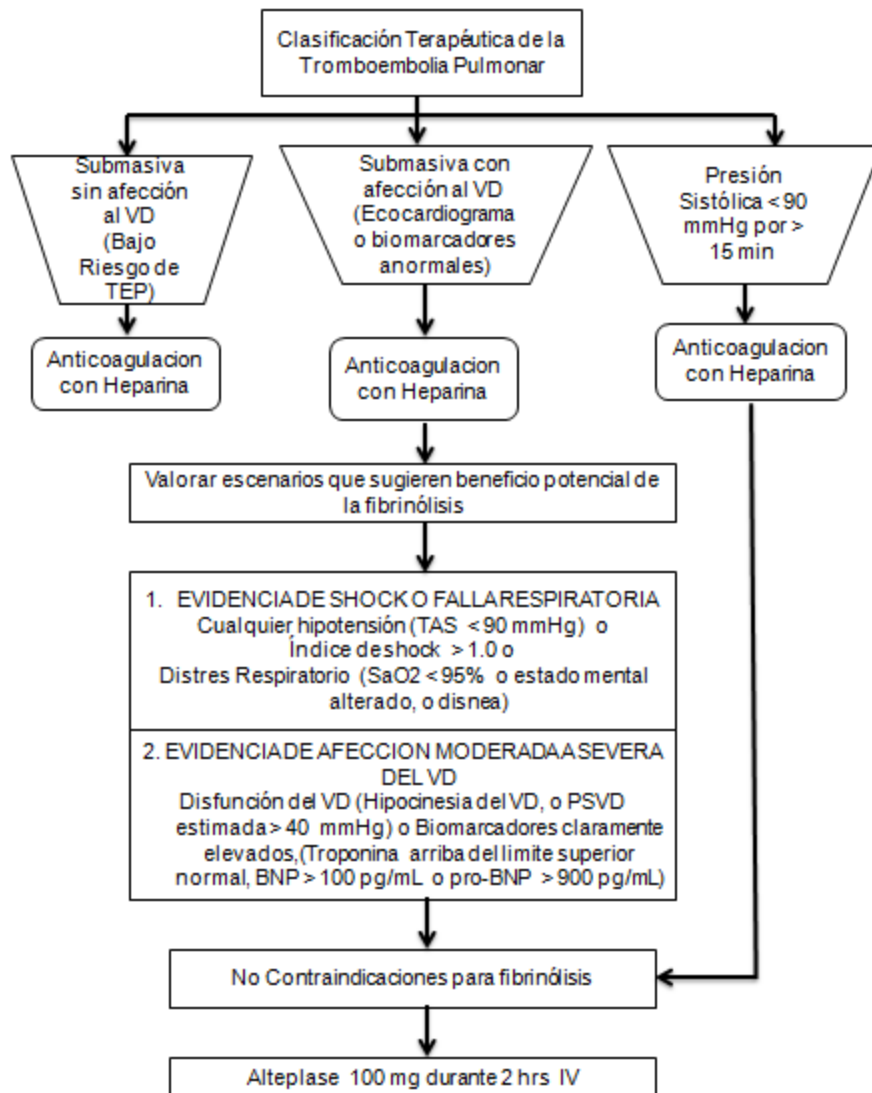 Clasificación Terapéutica de la
Tromboembolia Pulmonar
Submasiva
sin afección
al VD
(Bajo
Riesgo de
TEP)
Submasiva con
afección al VD
(Ecocardiograma
o biomarcadores
anormales)
Presión
Sistólica < 90
mmHg por >
15 min
Anticoagulacion
con Heparina
Anticoagulacion
con Heparina
Anticoagulacion
con Heparina
Valorar escenarios que sugieren beneficio potencial de
la fibrinólisis
1. EVIDENCIA DE SHOCK O FALLA RESPIRATORIA
Cualquier hipotensión (TAS < 90 mmHg) o
Índice de shock > 1.0 o
Distres Respiratorio (SaO2 < 95% o estado mental
alterado, o disnea)
2. EVIDENCIA DE AFECCION MODERADA A SEVERA
DEL VD
Disfunción del VD (Hipocinesia del VD, o PSVD
estimada > 40 mmHg) o Biomarcadores claramente
elevados,(Troponina arriba del limite superior
normal, BNP > 100 pg/mL o pro-BNP > 900 pg/mL)
No Contraindicaciones para fibrinólisis
Alteplase 100 mg durante 2 hrs IV